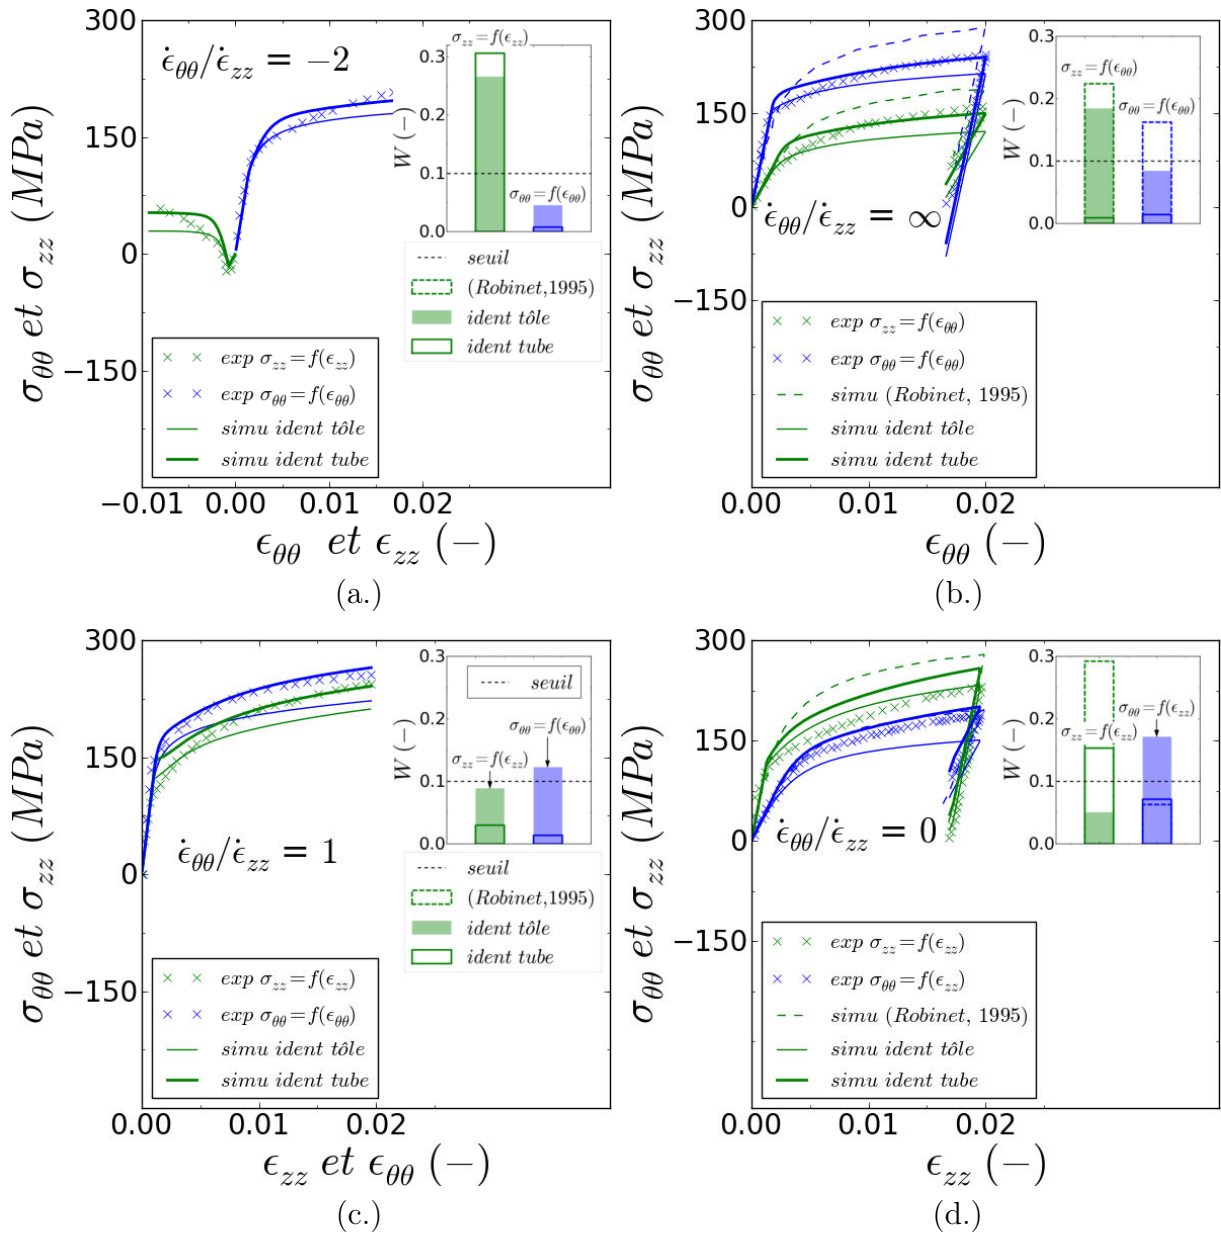 300
150
0
−150
σθθ et σzz (MPa)
ε̇θθ/ε̇zz = −2
σzz=f(εzz)
0.3
0.2
0.1
0.0
W (−)
σθθ=f(εθθ)
seuil
(Robinet,1995)
ident tôle
ident tube
exp σzz=f(εzz)
exp σθθ=f(εθθ)
simu ident tôle
simu ident tube
−0.01 0.00 0.01 0.02
εθθ et εzz (−)
(a.)
300
150
0
−150
σθθ et σzz (MPa)
0.3
0.2
0.1
0.0
W (−)
σzz=f(εθθ)
σθθ=f(εθθ)
ε̇θθ/ε̇zz = ∞
exp σzz=f(εθθ)
exp σθθ=f(εθθ)
simu (Robinet, 1995)
simu ident tôle
simu ident tube
0.00 0.01 0.02
εθθ (−)
(b.)
300
150
0
−150
σθθ et σzz (MPa)
0.3
0.2
0.1
0.0
W (−)
seuil
σθθ=f(εθθ)
σzz=f(εzz)
ε̇θθ/ε̇zz = 1
seuil
(Robinet,1995)
ident tôle
ident tube
exp σzz=f(εzz)
exp σθθ=f(εθθ)
simu ident tôle
simu ident tube
0.00 0.01 0.02
εzz et εθθ (−)
(c.)
300
150
0
−150
σθθ et σzz (MPa)
0.3
0.2
0.1
0.0
W (−)
σθθ=f(εzz)
σzz=f(εzz)
ε̇θθ/ε̇zz = 0
exp σzz=f(εzz)
exp σθθ=f(εzz)
simu (Robinet, 1995)
simu ident tôle
simu ident tube
0.00 0.01 0.02
εzz (−)
(d.)